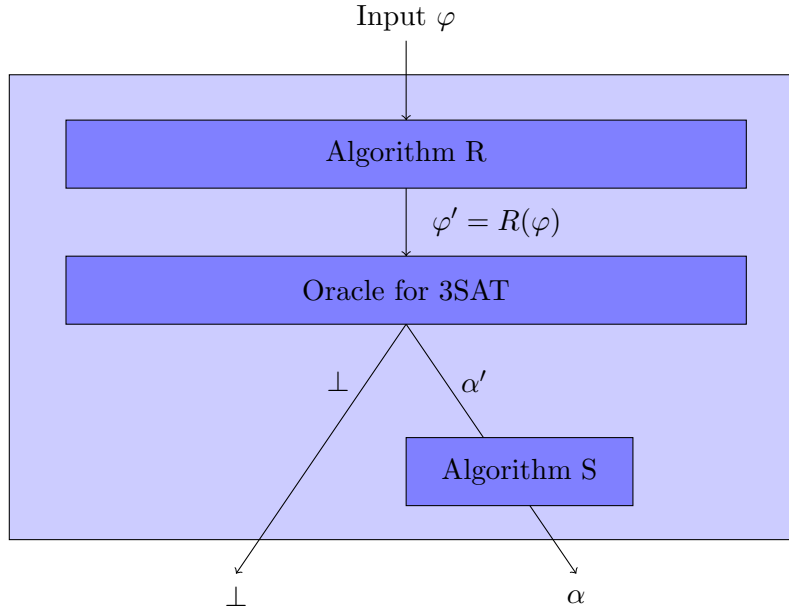 Input φ
Algorithm R
φ′ = R(φ)
Oracle for 3SAT
⊥
α′
Algorithm S
⊥
α